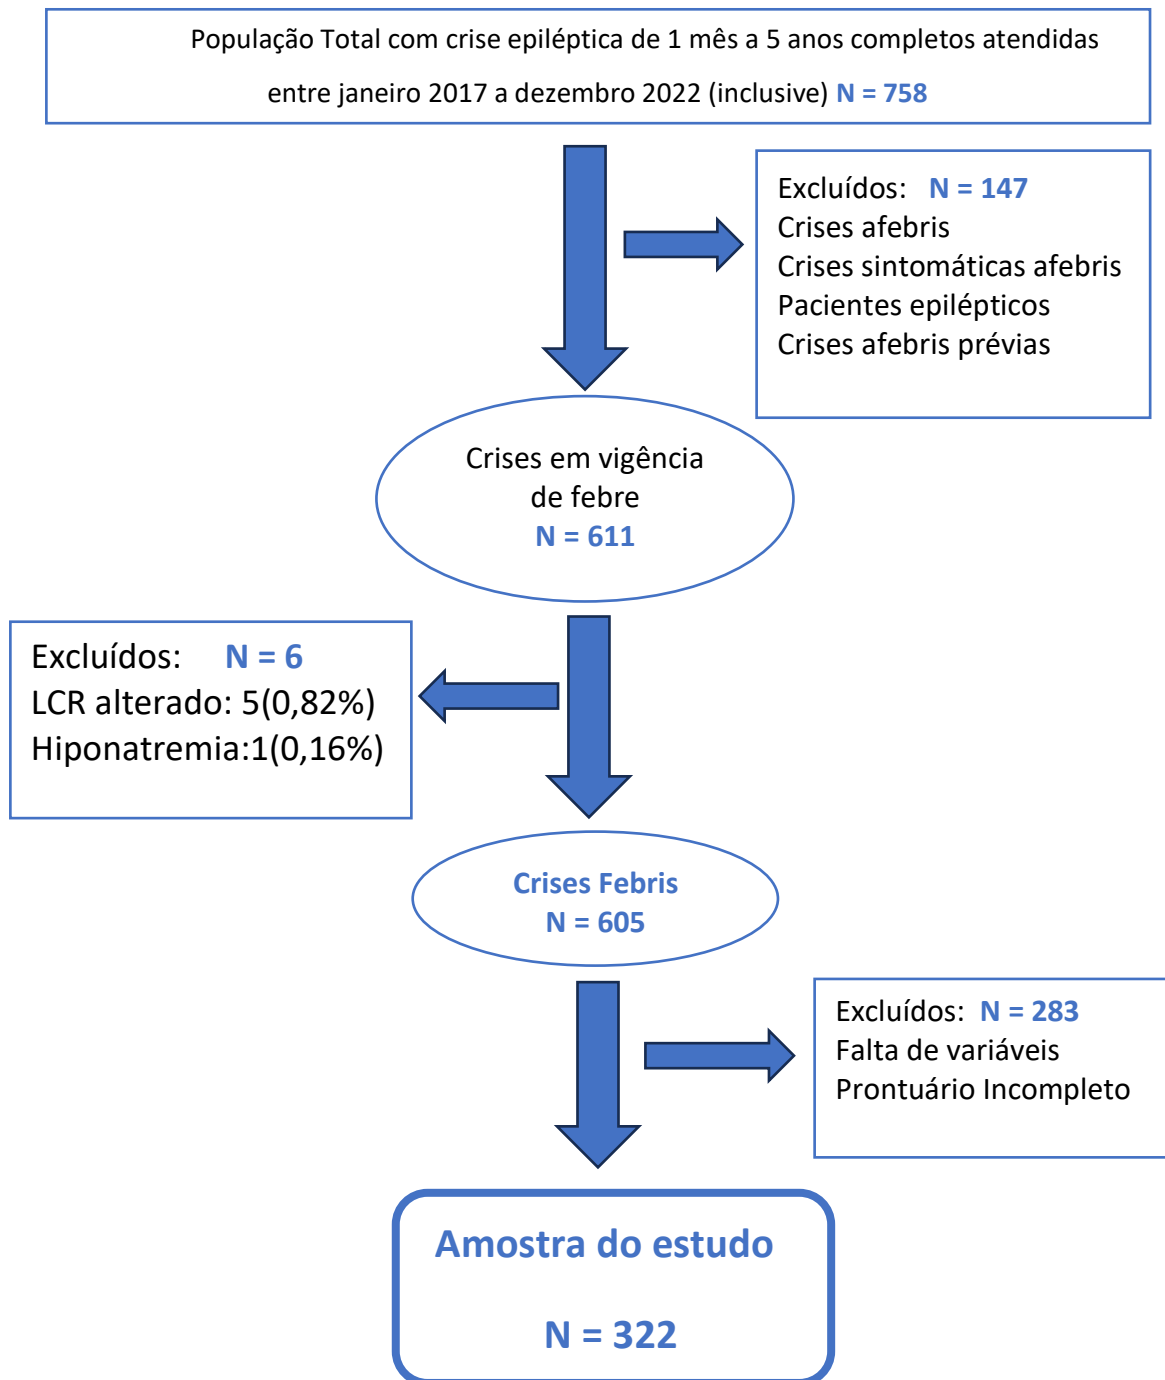 População Total com crise epiléptica de 1 mês a 5 anos completos atendidas
entre janeiro 2017 a dezembro 2022 (inclusive) N = 758
Excluídos: N = 147
Crises afebris
Crises sintomáticas afebris
Pacientes epilépticos
Crises afebris prévias
Crises em vigência
de febre
N = 611
Excluídos: N = 6
LCR alterado: 5(0,82%)
Hiponatremia:1(0,16%)
Crises Febris
N = 605
Excluídos: N = 283
Falta de variáveis
Prontuário Incompleto
Amostra do estudo
N = 322